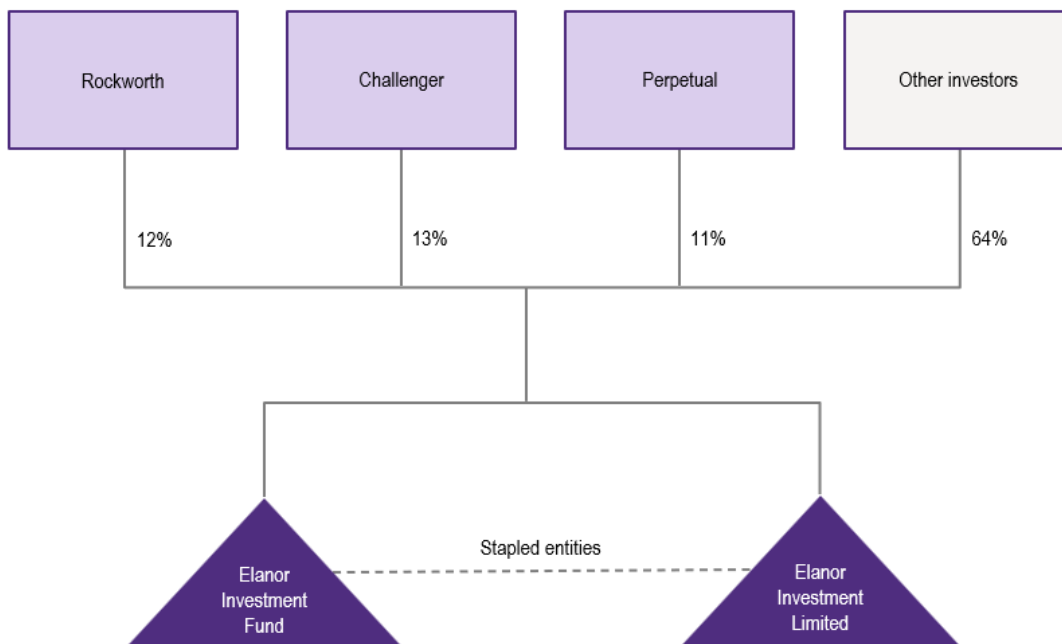 Rockworth
Challenger
Perpetual
Other investors
12%
13%
11%
64%
Stapled entities
Elanor
Investment
Fund
Elanor
Investment
Limited